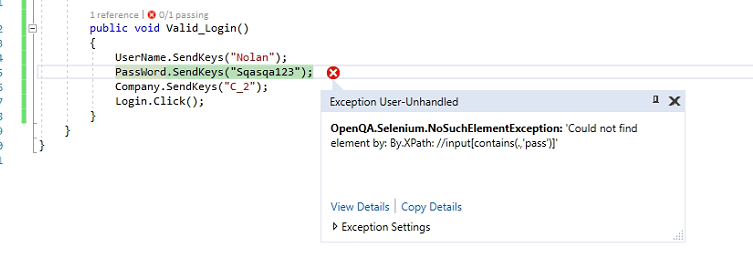 1 reference | 0/1 passing
public void Valid_Login()
{
UserName.SendKeys("Nolan");
PassWord.SendKeys("Sqasqa123");
Company.SendKeys("C_2");
Login.Click();
}
}
}
Exception User-Unhandled
OpenQA.Selenium.NoSuchElementException: 'Could not find
element by: By.XPath: //input[contains(.,'pass')]'
View Details | Copy Details
Exception Settings